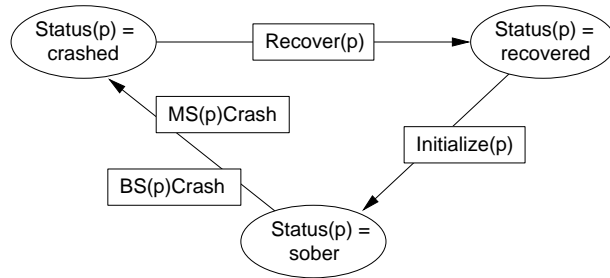 Status(p) =
crashed
Recover(p)
Status(p) =
recovered
MS(p)Crash
Initialize(p)
BS(p)Crash
Status(p) =
sober